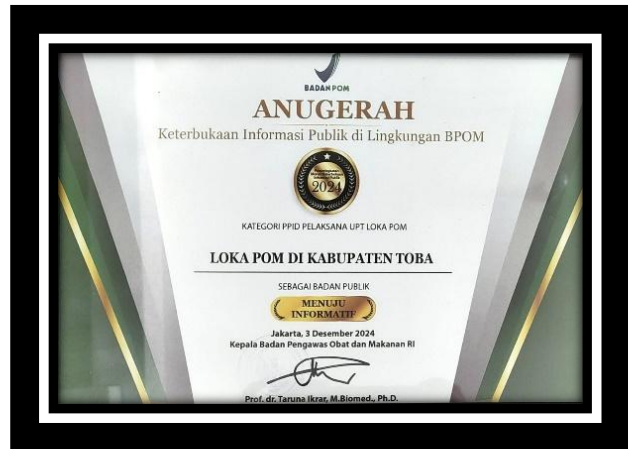 BADAN POM
ANUGERAH
Keterbukaan Informasi Publik di Lingkungan BPOM
2024
KATEGORI PPID PELAKSANA UPT LOKA POM
LOKA POM DI KABUPATEN TOBA
SEBAGAI BADAN PUBLIK
MENUJU
INFORMATIF
Jakarta, 3 Desember 2024
Kepala Badan Pengawas Obat dan Makanan RI
Prof. dr. Taruna Ikrar, M.Biomed., Ph.D.